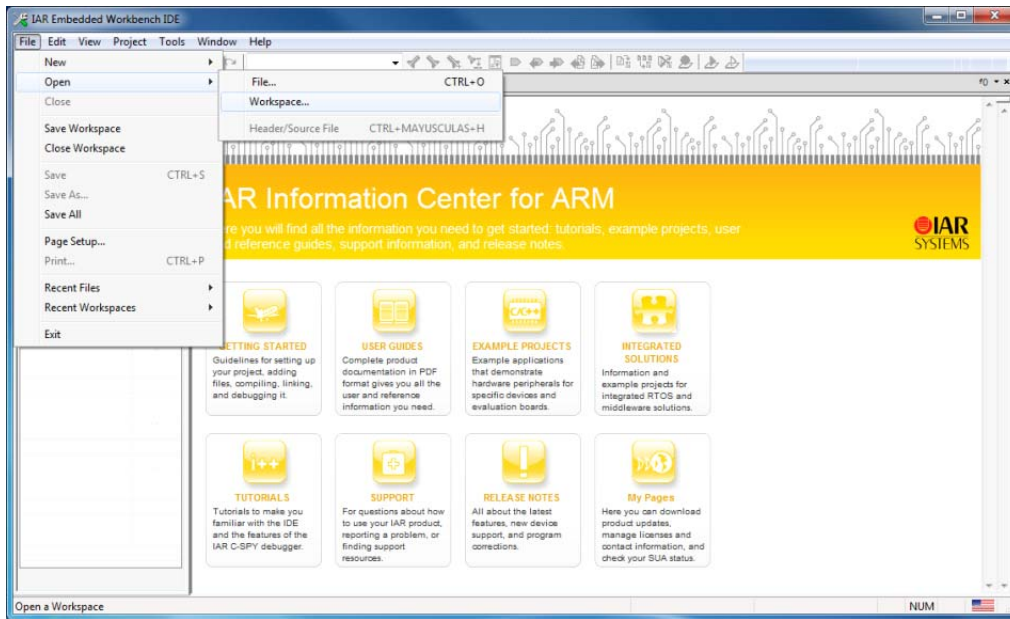 IAR Embedded Workbench IDE
File Edit View Project Tools Window Help
New
Open
Close
Save Workspace
Close Workspace
Save CTRL+S
Save As...
Save All
Page Setup...
Print... CTRL+P
Recent Files
Recent Workspaces
Exit
File... CTRL+O
Workspace...
Header/Source File CTRL+MAYUSCULAS+H
AR Information Center for ARM
re you will find all the information you need to get started: tutorials, example projects, user
d reference guides, support information, and release notes.
IAR
SYSTEMS
GETTING STARTED
Guidelines for setting up
your project, adding
files, compiling, linking,
and debugging it.
USER GUIDES
Complete product
documentation in PDF
format gives you all the
user and reference
information you need.
C/C++
EXAMPLE PROJECTS
Example applications
that demonstrate
hardware peripherals for
specific devices and
evaluation boards.
INTEGRATED
SOLUTIONS
Information and
example projects for
integrated RTOS and
middleware solutions.
i++
TUTORIALS
Tutorials to make you
familiar with the IDE
and the features of the
IAR C-SPY debugger.
SUPPORT
For questions about how
to use your IAR product,
reporting a problem, or
finding support
resources.
RELEASE NOTES
All about the latest
features, new device
support, and program
corrections.
My Pages
Here you can download
product updates,
manage licenses and
contact information, and
check your SUA status.
Open a Workspace
NUM